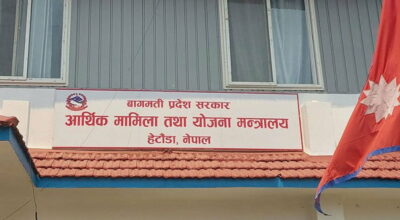 बागमती प्रदेश सरकार
आर्थिक मामिला तथा योजना मन्त्रालय
हेटौंडा, नेपाल